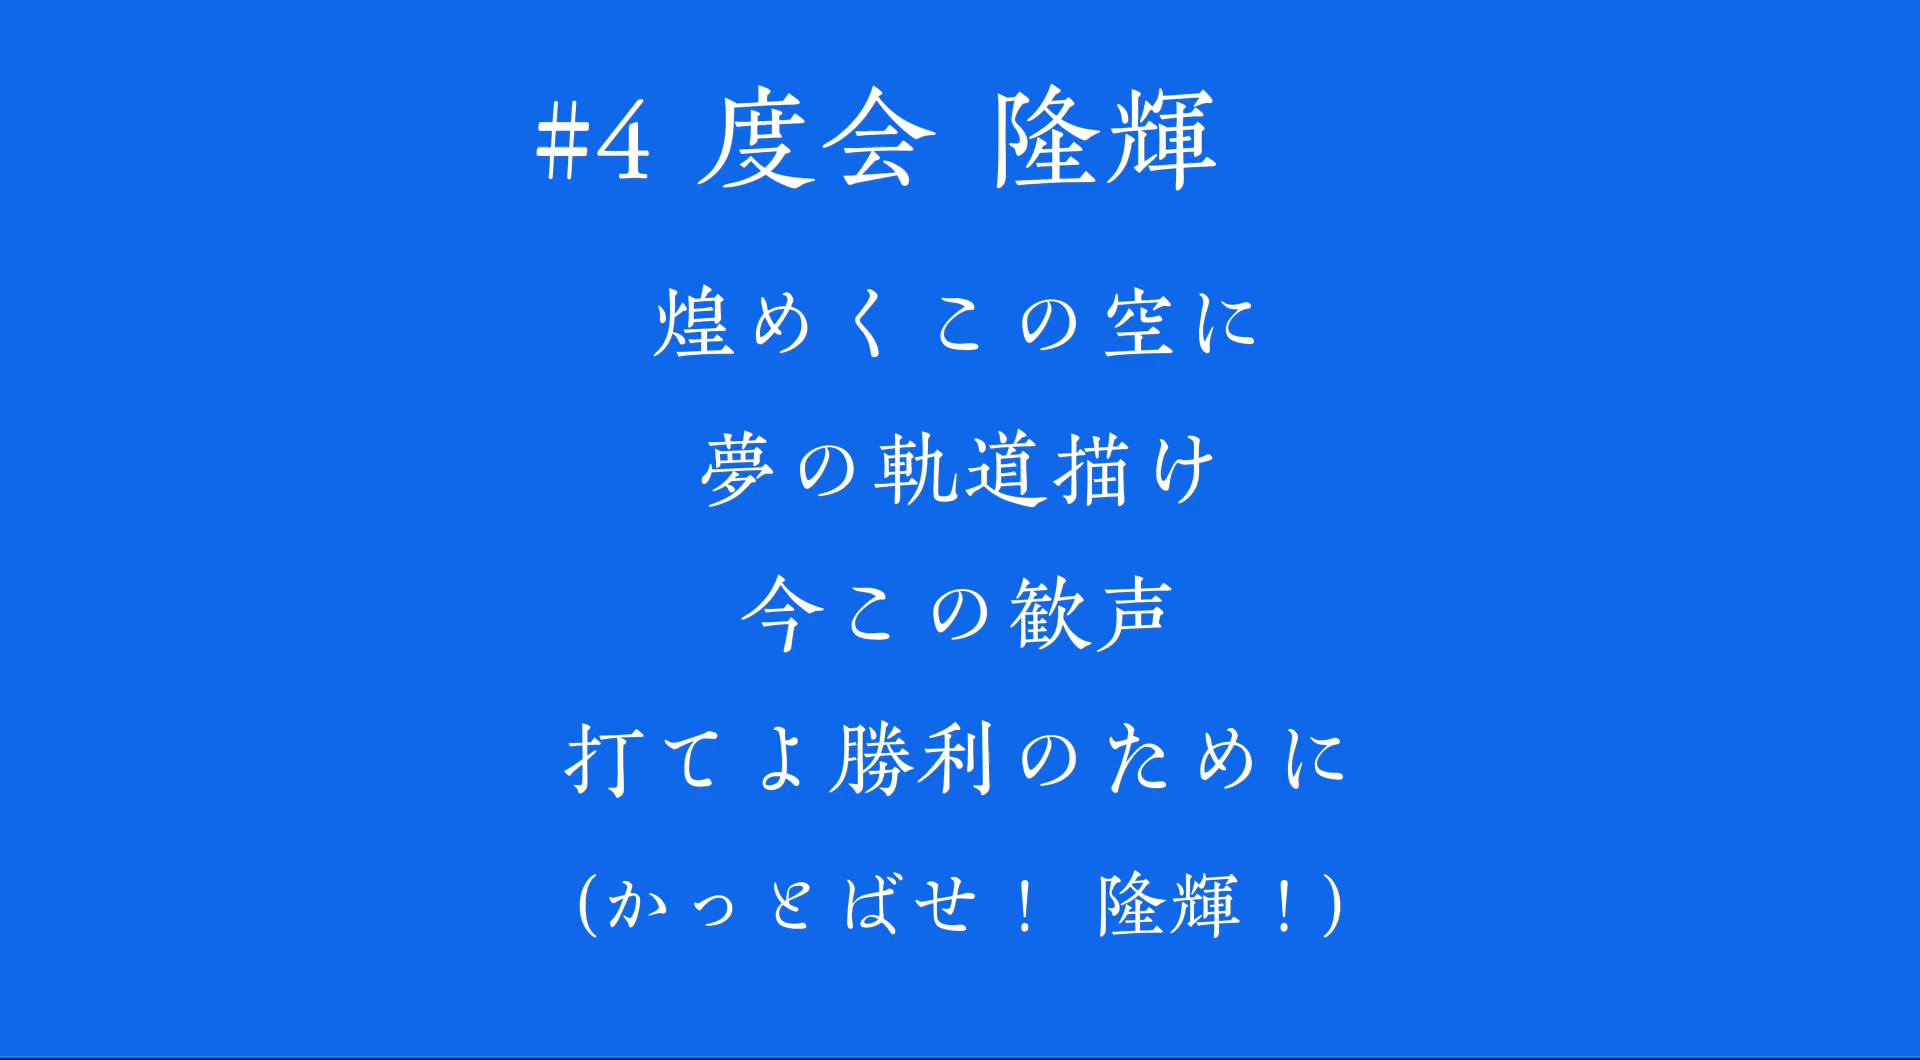 #4 度会 隆輝
煌めくこの空に
夢の軌道描け
今この歓声
打てよ勝利のために
(かっとばせ！ 隆輝！)